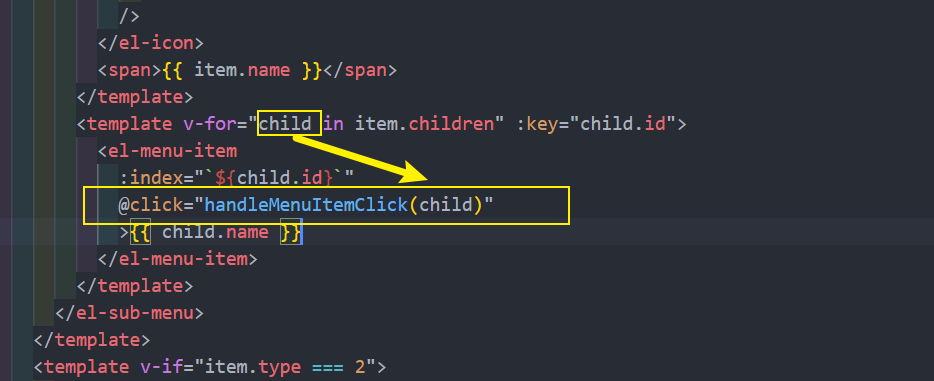 />
</el-icon>
<span>{{ item.name }}</span>
</template>
<template v-for="child in item.children" :key="child.id">
<el-menu-item
:index="`${child.id}`"
@click="handleMenuItemClick(child)"
>{{ child.name }}
</el-menu-item>
</template>
</el-sub-menu>
</template>
<template v-if="item.type === 2">